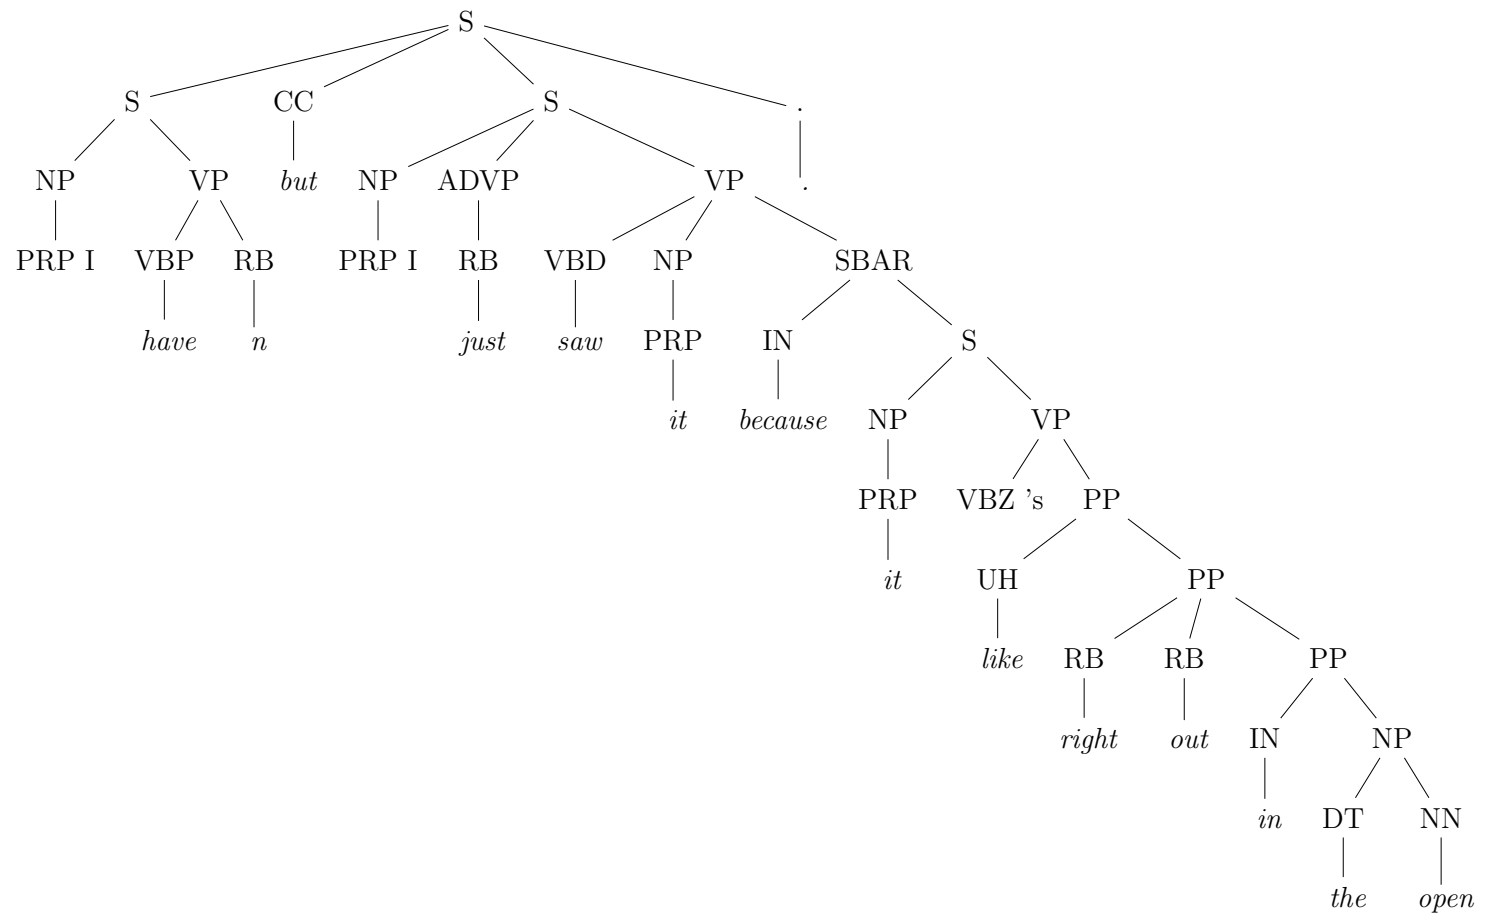 S
S CC S .
NP VP but NP ADVP VP .
PRP I VBP RB PRP I RB VBD NP SBAR
have n just saw PRP IN S
it because NP VP
PRP VBZ 's PP
it UH PP
like RB RB PP
right out IN NP
in DT NN
the open